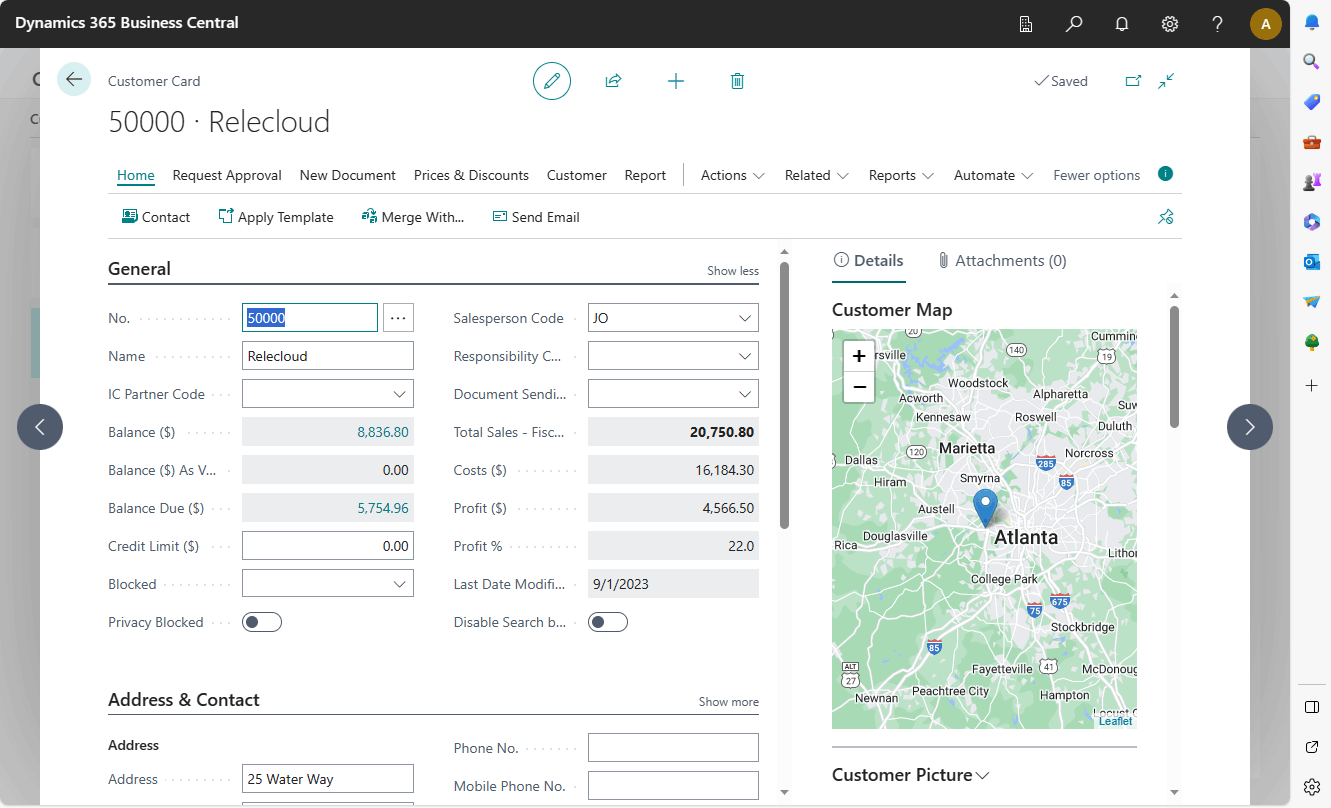 Dynamics 365 Business Central
A
Customer Card
Saved
50000 · Relecloud
Home Request Approval New Document Prices & Discounts Customer Report Actions Related Reports Automate Fewer options
Contact Apply Template Merge With... Send Email
General
Show less
No. 50000 ...
Name Relecloud
IC Partner Code
Balance ($) 8,836.80
Balance ($) As V... 0.00
Balance Due ($) 5,754.96
Credit Limit ($) 0.00
Blocked
Privacy Blocked
Salesperson Code JO
Responsibility C...
Document Sendi...
Total Sales - Fisc... 20,750.80
Costs ($) 16,184.30
Profit ($) 4,566.50
Profit % 22.0
Last Date Modifi... 9/1/2023
Disable Search b...
Address & Contact
Show more
Address
Address 25 Water Way
Phone No.
Mobile Phone No.
Details Attachments (0)
Customer Map
+
−
20
Cummin
rsville
140
19
Woodstock
Acworth
Alpharetta
Suw
Kennesaw
Roswell
Duluth
120
Marietta
Norcross
Dallas
285
Hiram
Smyrna
85
Austell
Rica
Douglasville
Atlanta
Lithon
College Park
675
75
Stockbridge
85
ALT
27
Fayetteville
41
McDonoug
Newnan
Peachtree City
Hampton
Locust G
Leaflet
Customer Picture